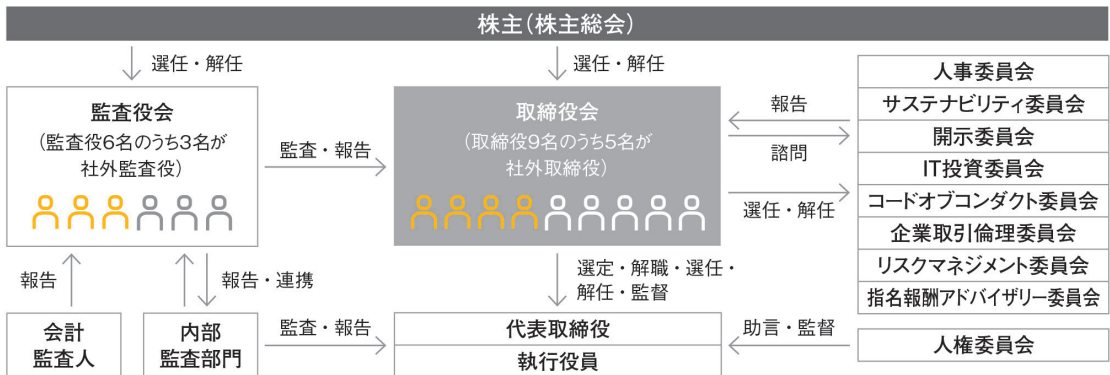 株主（株主総会）
選任・解任
選任・解任
監査役会
（監査役6名のうち3名が
社外監査役）
監査・報告
取締役会
（取締役9名のうち5名が
社外取締役）
報告
諮問
選任・解任
人事委員会
サステナビリティ委員会
開示委員会
IT投資委員会
コードオブコンダクト委員会
企業取引倫理委員会
リスクマネジメント委員会
指名報酬アドバイザリー委員会
報告
報告・連携
選定・解職・選任・
解任・監督
会計
監査人
内部
監査部門
監査・報告
代表取締役
執行役員
助言・監督
人権委員会